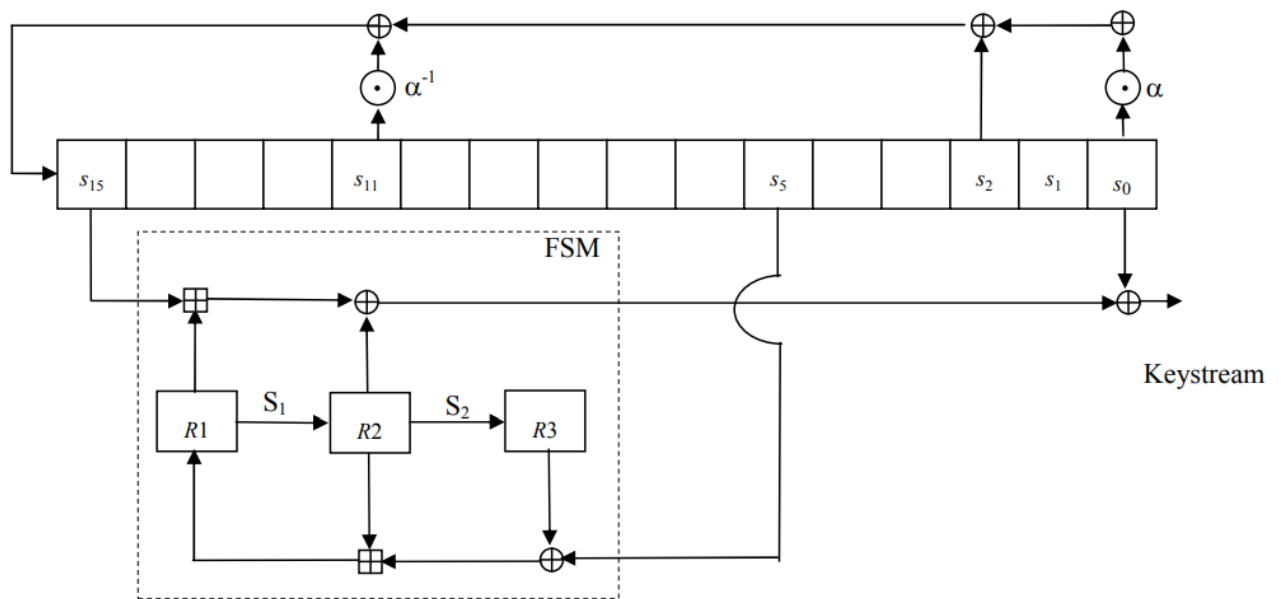 α⁻¹
α
s₁₅ s₁₁ s₅ s₂ s₁ s₀
FSM
Keystream
S₁ S₂
R1 R2 R3